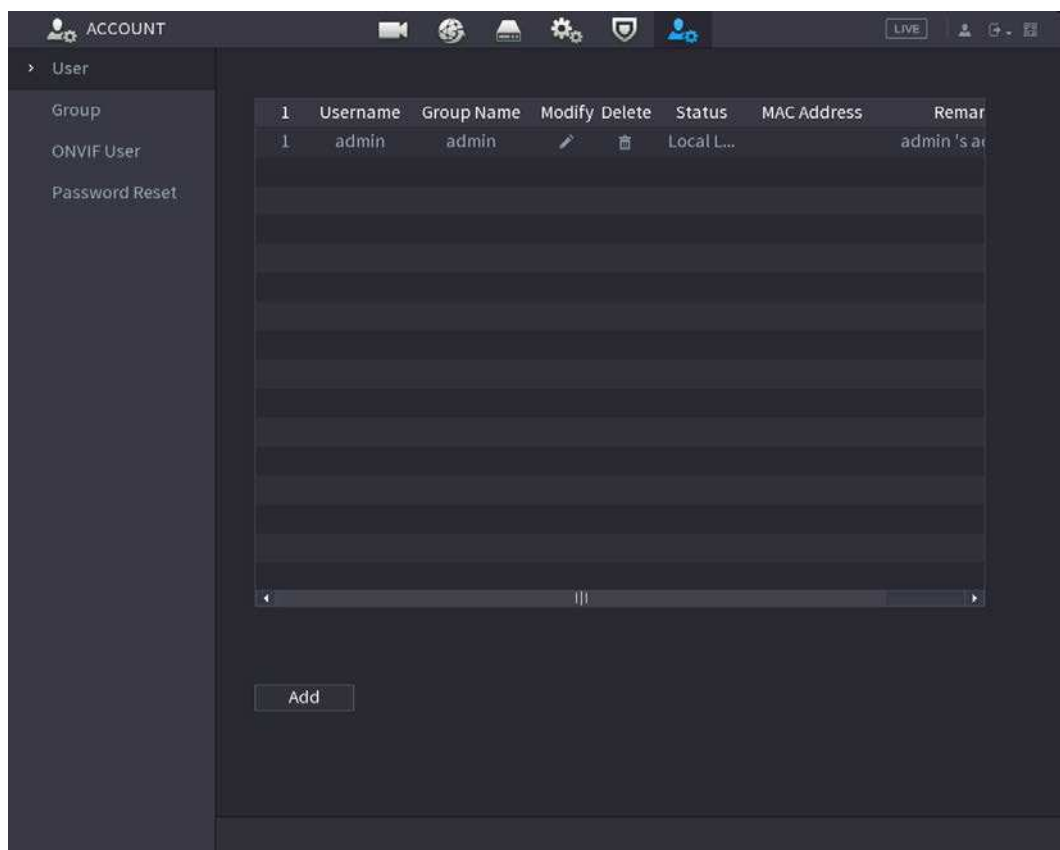 ACCOUNT LIVE
User
Group
ONVIF User
Password Reset
1 Username Group Name Modify Delete Status MAC Address Remar
1 admin admin Local L... admin 's a
Add